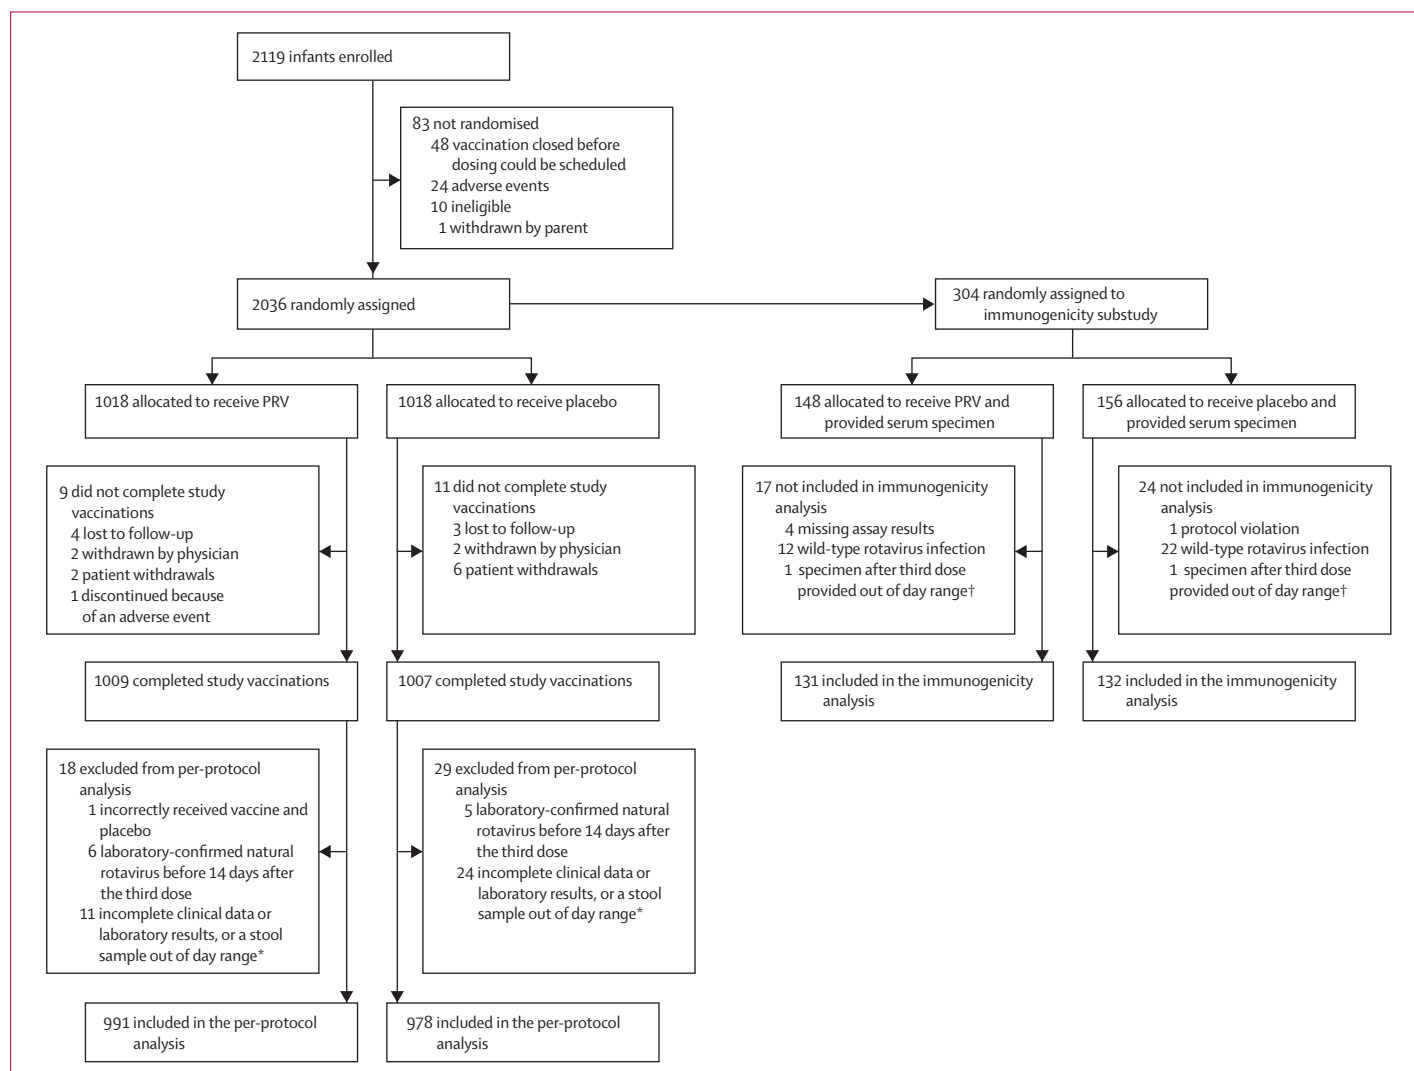 2119 infants enrolled
83 not randomised
48 vaccination closed before
dosing could be scheduled
24 adverse events
10 ineligible
1 withdrawn by parent
2036 randomly assigned
304 randomly assigned to
immunogenicity substudy
1018 allocated to receive PRV
1018 allocated to receive placebo
148 allocated to receive PRV and
provided serum specimen
156 allocated to receive placebo and
provided serum specimen
9 did not complete study
vaccinations
4 lost to follow-up
2 withdrawn by physician
2 patient withdrawals
1 discontinued because
of an adverse event
11 did not complete study
vaccinations
3 lost to follow-up
2 withdrawn by physician
6 patient withdrawals
17 not included in immunogenicity
analysis
4 missing assay results
12 wild-type rotavirus infection
1 specimen after third dose
provided out of day range†
24 not included in immunogenicity
analysis
1 protocol violation
22 wild-type rotavirus infection
1 specimen after third dose
provided out of day range†
1009 completed study vaccinations
1007 completed study vaccinations
131 included in the immunogenicity
analysis
132 included in the immunogenicity
analysis
18 excluded from per-protocol
analysis
1 incorrectly received vaccine and
placebo
6 laboratory-confirmed natural
rotavirus before 14 days after
the third dose
11 incomplete clinical data or
laboratory results, or a stool
sample out of day range*
29 excluded from per-protocol
analysis
5 laboratory-confirmed natural
rotavirus before 14 days after
the third dose
24 incomplete clinical data or
laboratory results, or a stool
sample out of day range*
991 included in the per-protocol
analysis
978 included in the per-protocol
analysis